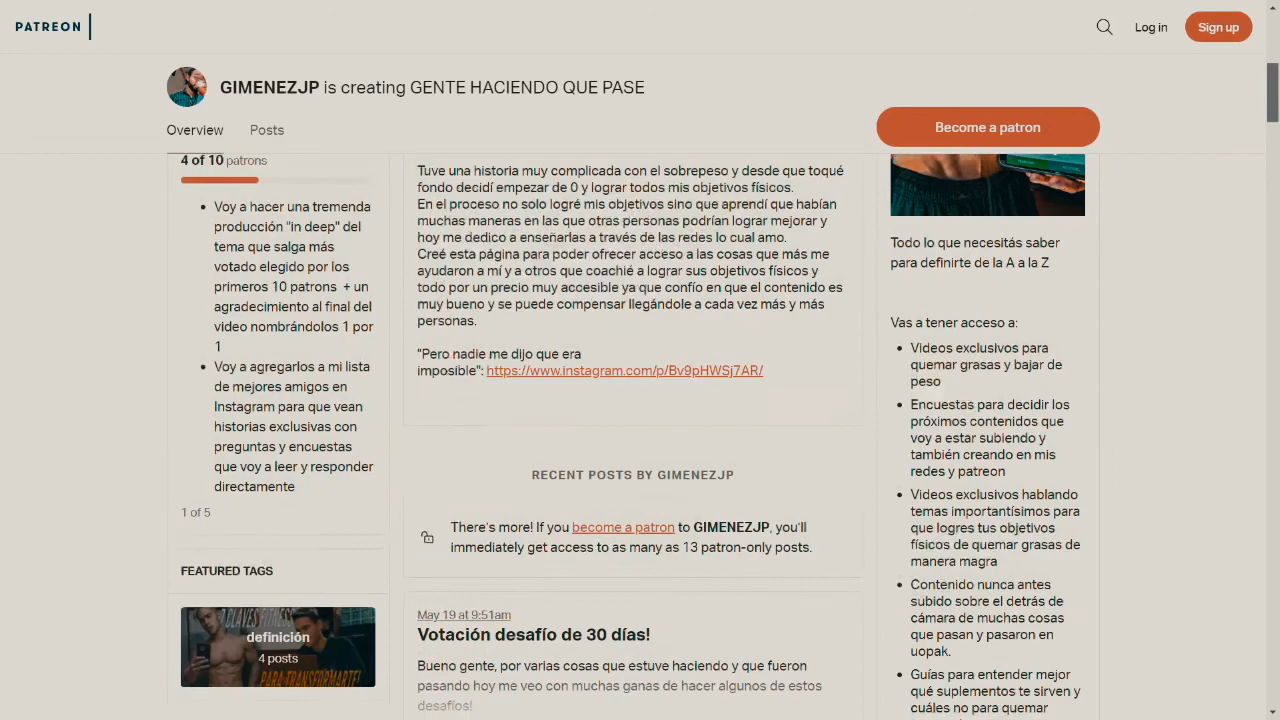 PATREON
Log in
Sign up
GIMENEZJP is creating GENTE HACIENDO QUE PASE
Overview
Posts
Become a patron
4 of 10 patrons
Voy a hacer una tremenda
producción "in deep" del
tema que salga más
votado elegido por los
primeros 10 patrons + un
agradecimiento al final del
video nombrándolos 1 por
1
Voy a agregarlos a mi lista
de mejores amigos en
Instagram para que vean
historias exclusivas con
preguntas y encuestas
que voy a leer y responder
directamente
1 of 5
FEATURED TAGS
7 CLAVES FITNESS
definición
4 posts
PARA TRANSFORMARTE!
Tuve una historia muy complicada con el sobrepeso y desde que toqué
fondo decidí empezar de 0 y lograr todos mis objetivos físicos.
En el proceso no solo logré mis objetivos sino que aprendí que habían
muchas maneras en las que otras personas podrían lograr mejorar y
hoy me dedico a enseñarlas a través de las redes lo cual amo.
Creé esta página para poder ofrecer acceso a las cosas que más me
ayudaron a mí y a otros que coachié a lograr sus objetivos físicos y
todo por un precio muy accesible ya que confío en que el contenido es
muy bueno y se puede compensar llegándole a cada vez más y más
personas.
"Pero nadie me dijo que era
imposible": https://www.instagram.com/p/Bv9pHWSj7AR/
RECENT POSTS BY GIMENEZJP
There's more! If you become a patron to GIMENEZJP, you'll
immediately get access to as many as 13 patron-only posts.
May 19 at 9:51am
Votación desafío de 30 días!
Bueno gente, por varias cosas que estuve haciendo y que fueron
pasando hoy me veo con muchas ganas de hacer algunos de estos
desafíos!
Todo lo que necesitás saber
para definirte de la A a la Z
Vas a tener acceso a:
Videos exclusivos para
quemar grasas y bajar de
peso
Encuestas para decidir los
próximos contenidos que
voy a estar subiendo y
también creando en mis
redes y patreon
Videos exclusivos hablando
temas importantísimos para
que logres tus objetivos
físicos de quemar grasas de
manera magra
Contenido nunca antes
subido sobre el detrás de
cámara de muchas cosas
que pasan y pasaron en
uopak.
Guías para entender mejor
qué suplementos te sirven y
cuáles no para quemar